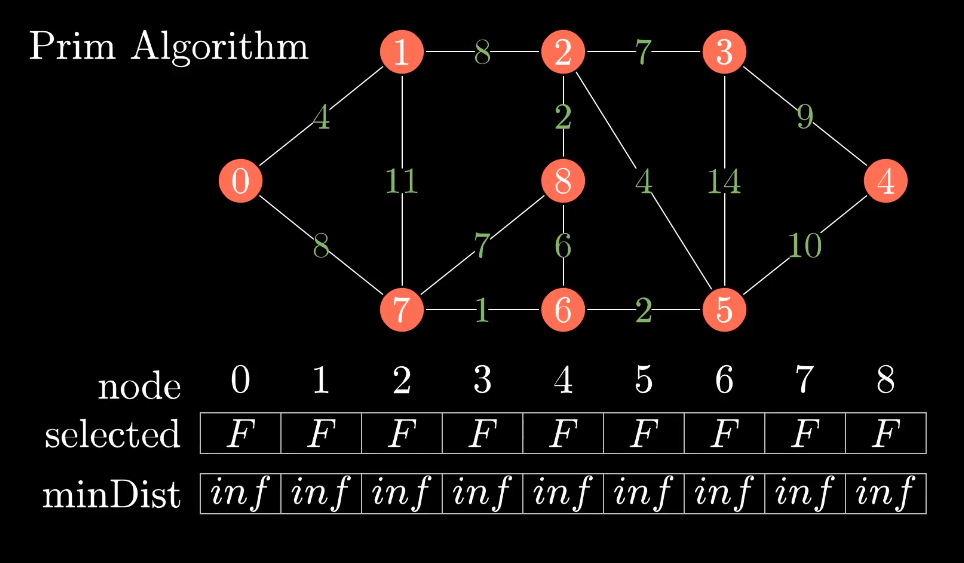 Prim Algorithm
1 8 2 7 3
4 2 9
0 11 8 4 14 4
8 7 6 10
7 1 6 2 5
node 0 1 2 3 4 5 6 7 8
selected F F F F F F F F F
minDist inf inf inf inf inf inf inf inf inf